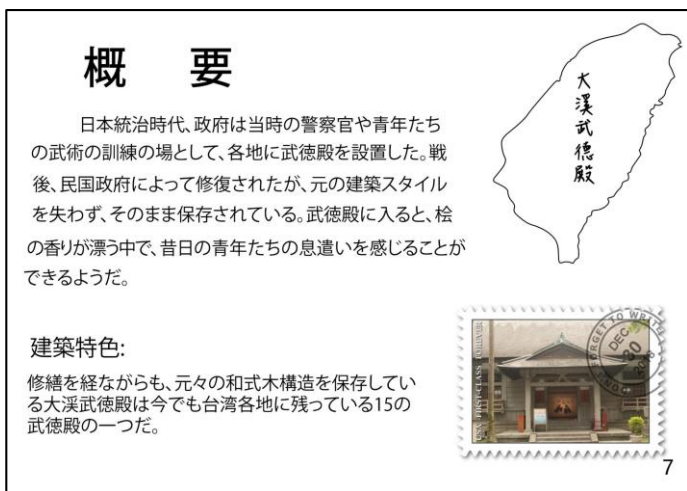 概　要
日本統治時代、政府は当時の警察官や青年たち
の武術の訓練の場として、各地に武徳殿を設置した。戦
後、民国政府によって修復されたが、元の建築スタイル
を失わず、そのまま保存されている。武徳殿に入ると、桧
の香りが漂う中で、昔日の青年たちの息遣いを感じることが
できるようだ。
大溪武德殿
建築特色:
修繕を経ながらも、元々の和式木構造を保存してい
る大渓武徳殿は今でも台湾各地に残っている15の
武徳殿の一つだ。
USA FIRST-CLASS FOREVER
FORGET TO WRITE
DEC
30
7